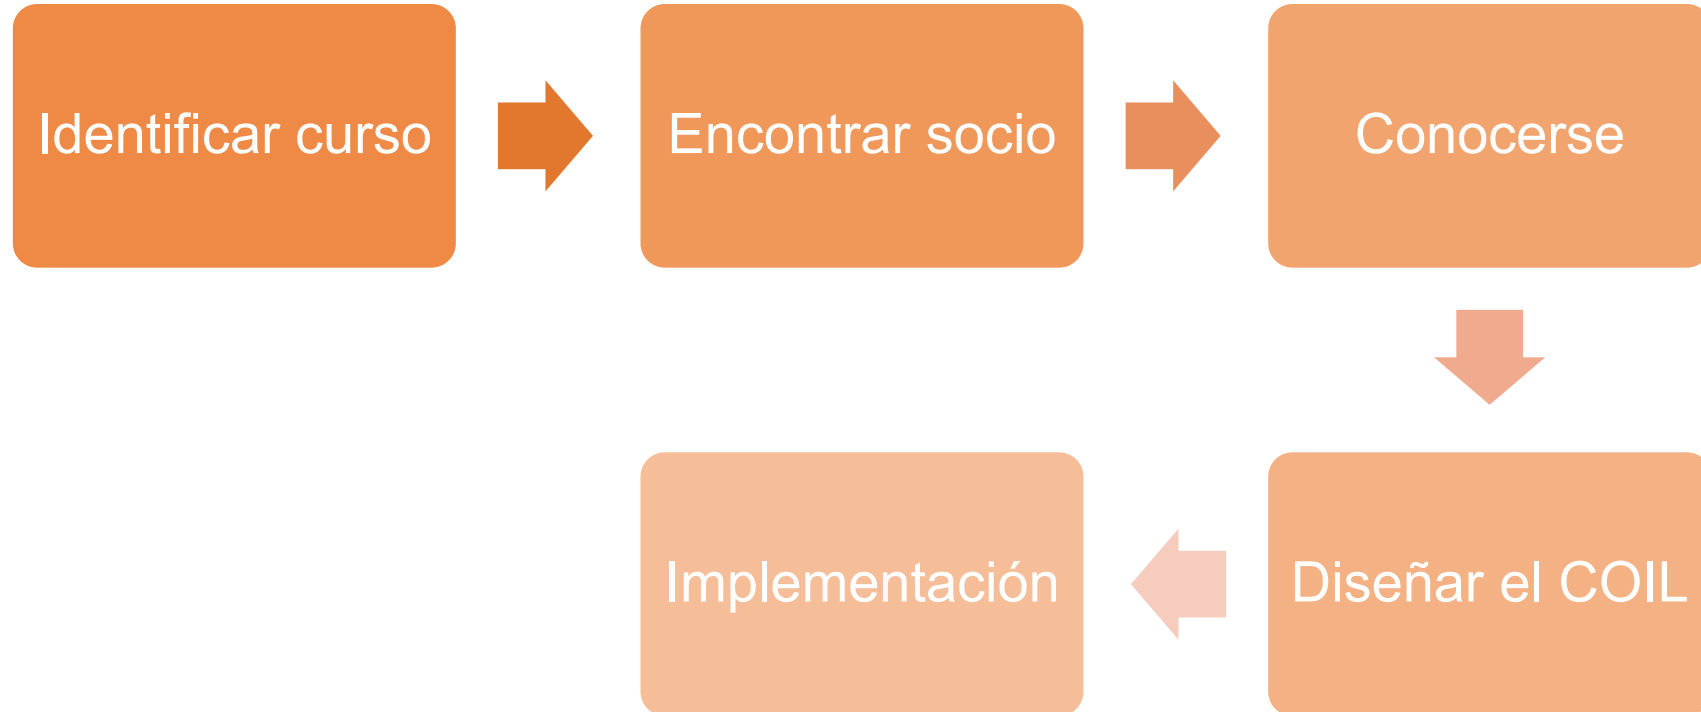 Identificar curso
Encontrar socio
Conocerse
Diseñar el COIL
Implementación